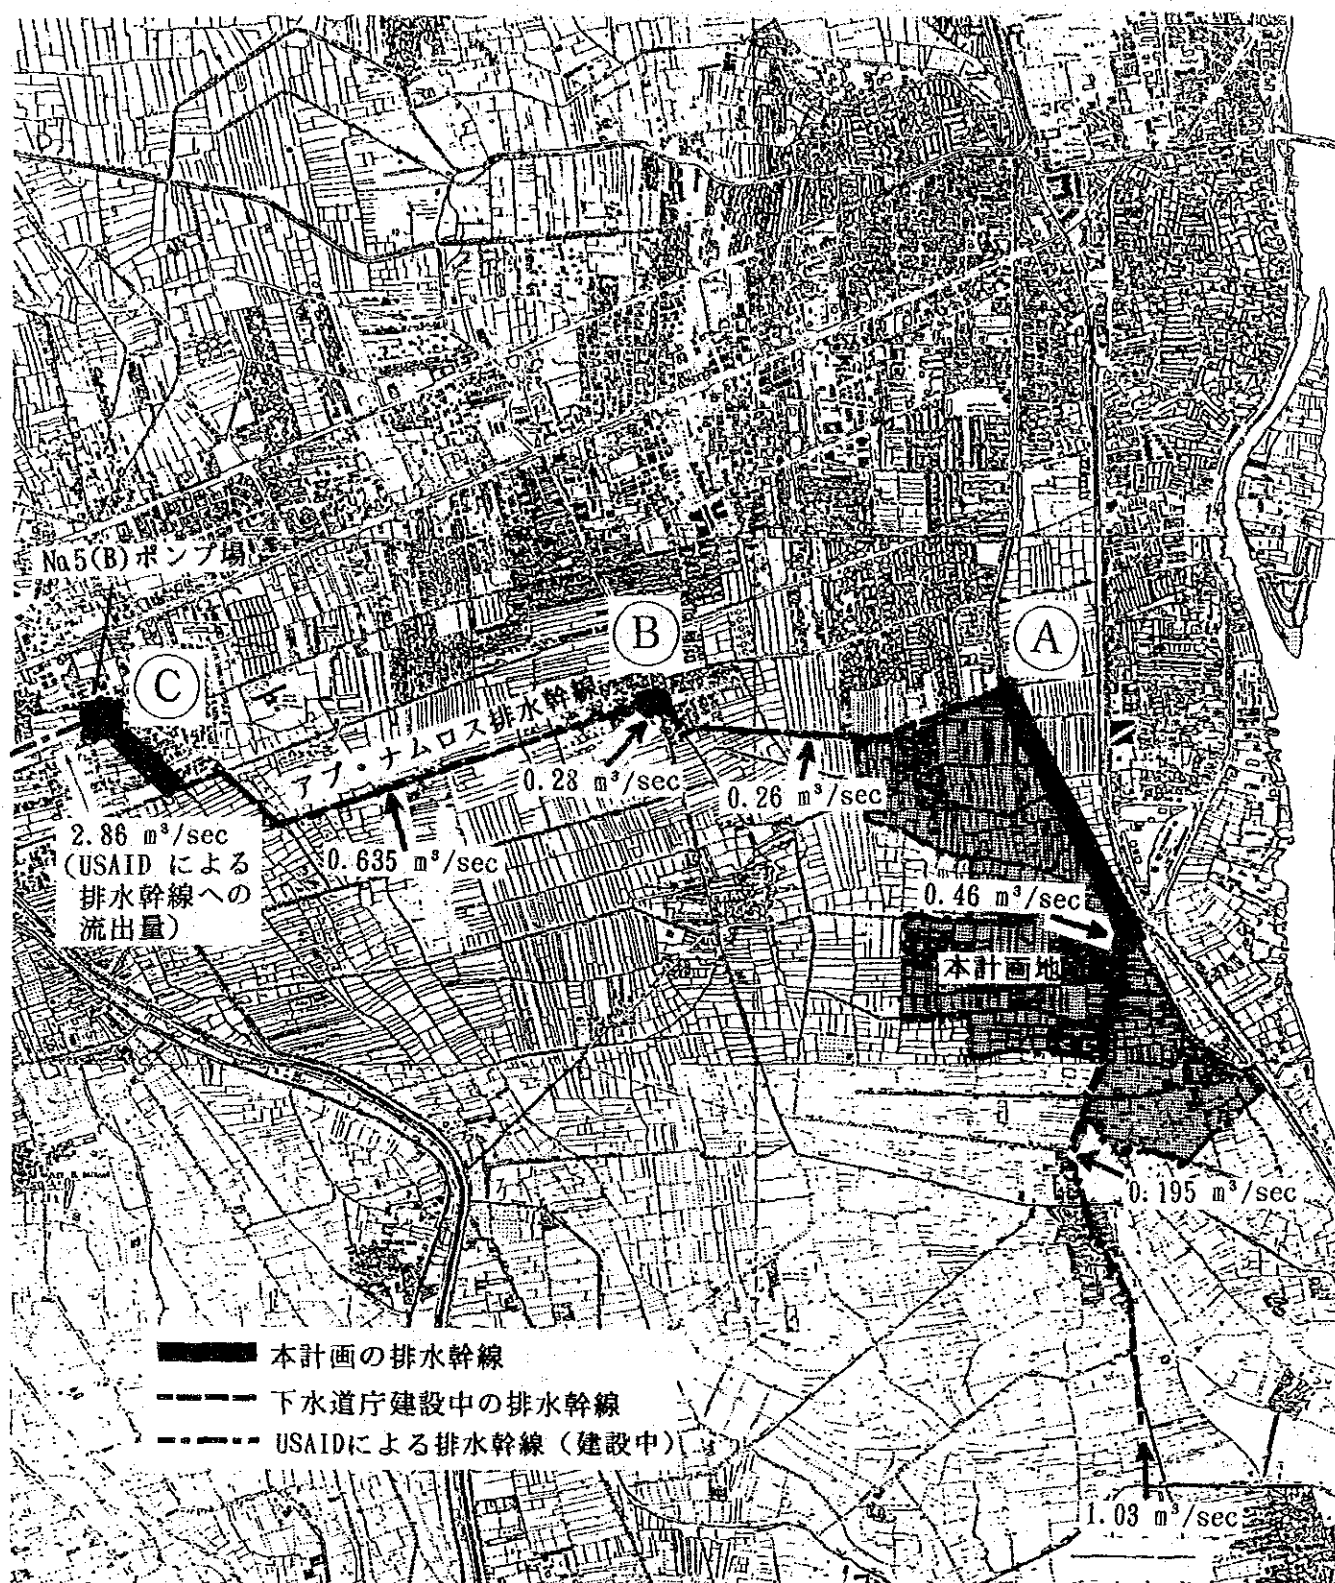 No.5(B)ポンプ場
Ⓒ
Ⓑ
Ⓐ
アブ・ナムロス排水幹線
0.28 m³/sec
0.26 m³/sec
2.86 m³/sec
(USAID による
排水幹線への
流出量)
0.635 m³/sec
0.46 m³/sec
本計画地
0.195 m³/sec
本計画の排水幹線
下水道庁建設中の排水幹線
USAIDによる排水幹線(建設中)
1.03 m³/sec